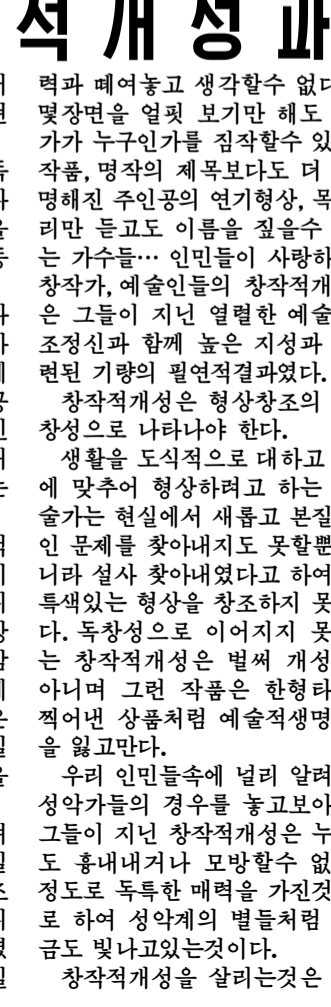 적개성과
력과 떼여놓고 생각할수 없다
몇장면을 얼핏 보기만 해도
가가 누구인가를 짐작할수 있
작품, 명작의 제목보다도 더
명해진 주인공의 연기형상, 목
리만 듣고도 이름을 짚을수
는 가수들… 인민들이 사랑하
창작가, 예술인들의 창작적개
은 그들이 지닌 열렬한 예술
조정신과 함께 높은 지성과
련된 기량의 필연적결과였다.
창작적개성은 형상창조의
창성으로 나타나야 한다.
생활을 도식적으로 대하고
에 맞추어 형상하려고 하는
술가는 현실에서 새롭고 본질
인 문제를 찾아내지도 못할뿐
니라 설사 찾아내였다고 하여
특색있는 형상을 창조하지 못
다. 독창성으로 이어지지 못
는 창작적개성은 벌써 개성
아니며 그런 작품은 한형타
찍어낸 상품처럼 예술적생명
을 잃고만다.
우리 인민들속에 널리 알려
성악가들의 경우를 놓고보아
그들이 지닌 창작적개성은 누
도 흉내내거나 모방할수 없
정도로 독특한 매력을 가진것
로 하여 성악계의 별들처럼
금도 빛나고있는것이다.
창작적개성을 살리는것은